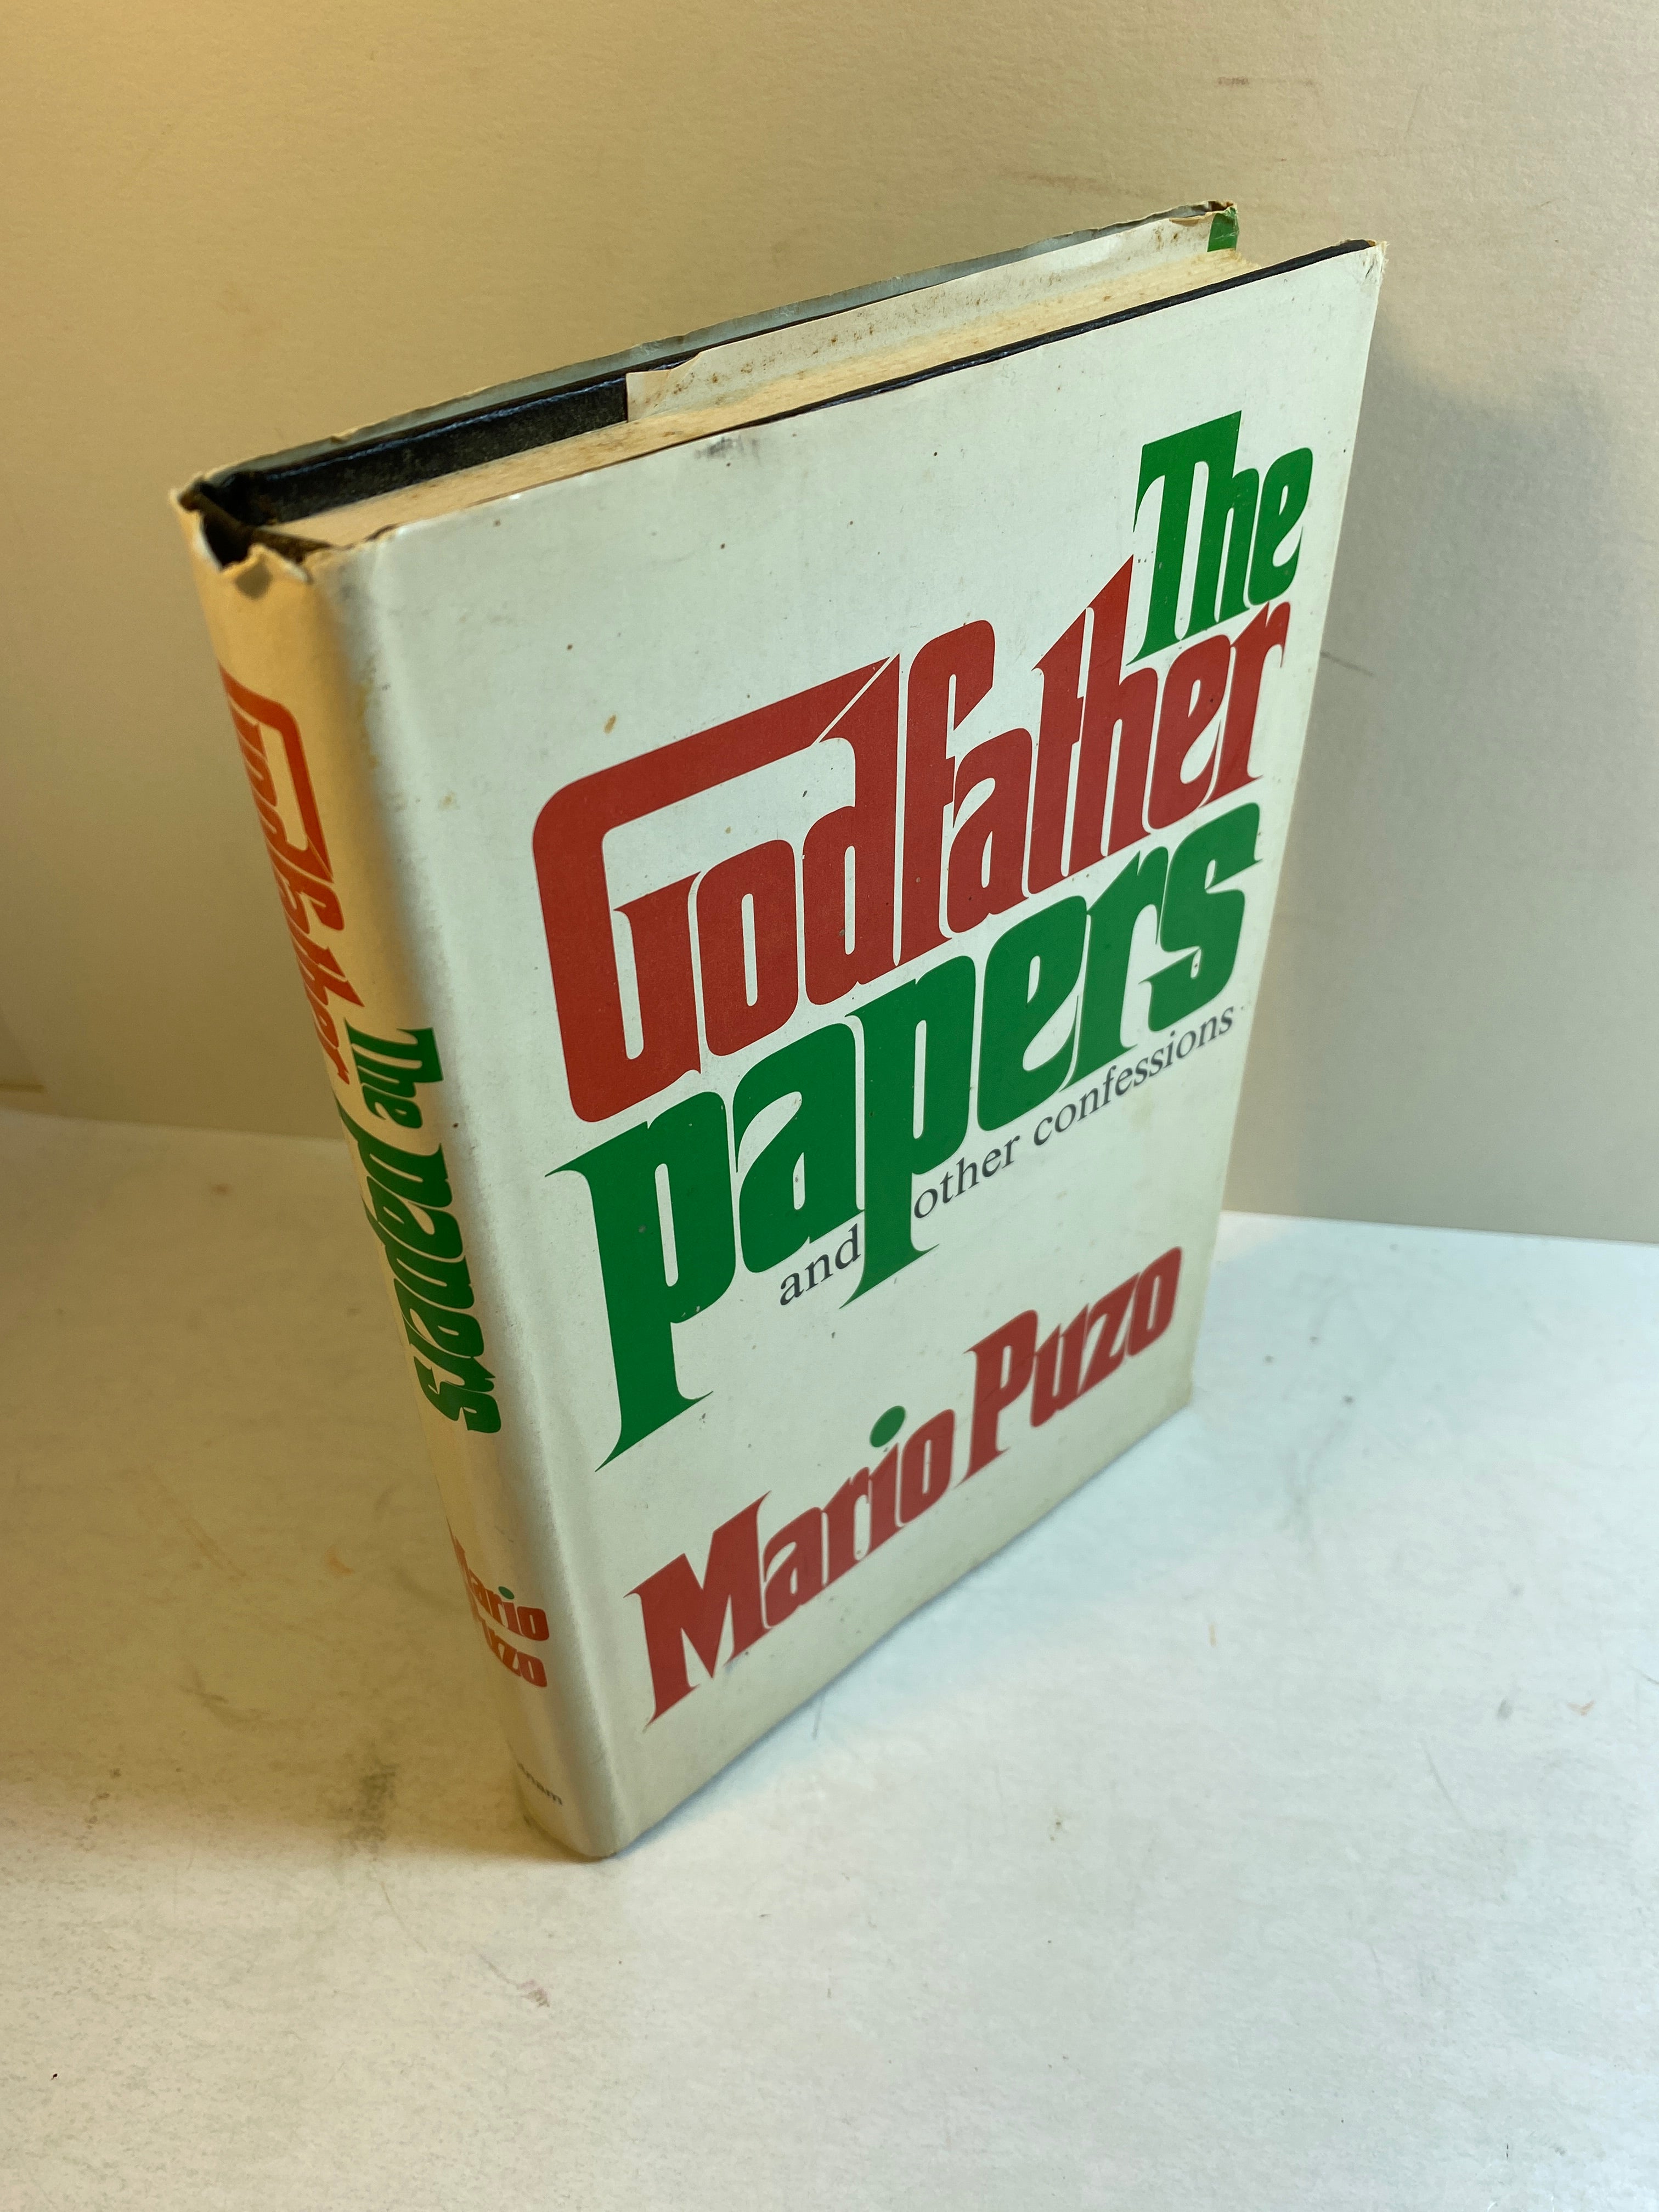 The
Godfather
papers
and other confessions
Mario Puzo
Godfather
The papers
Mario
Puzo